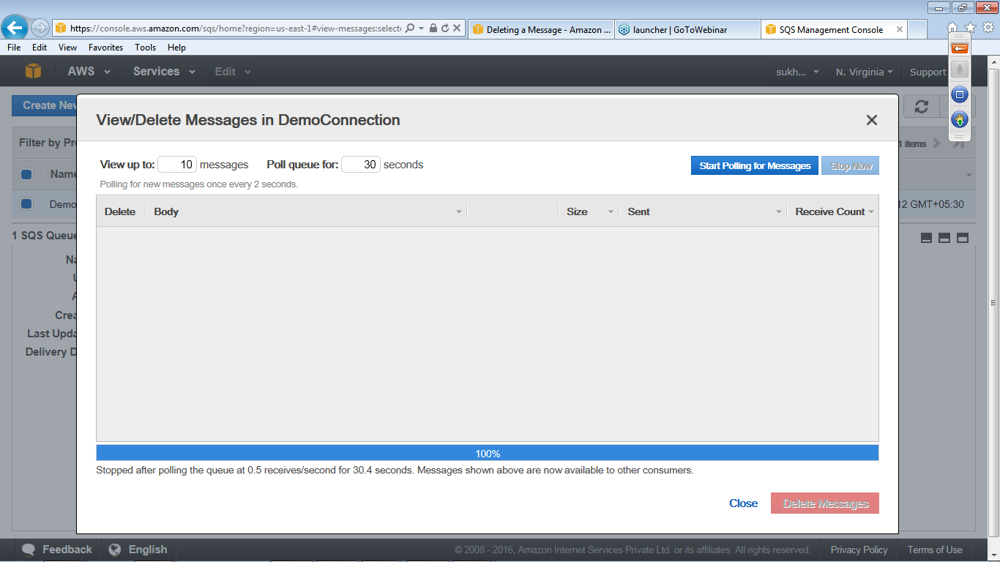 https://console.aws.amazon.com/sqs/home?region=us-east-1#view-messages:selecte
Deleting a Message - Amazon ...
launcher | GoToWebinar
SQS Management Console
File Edit View Favorites Tools Help
AWS Services Edit sukh... N. Virginia Support
Create Nev
View/Delete Messages in DemoConnection
Filter by Pr
1 items
View up to: 10 messages Poll queue for: 30 seconds Start Polling for Messages Stop Now
Name
Polling for new messages once every 2 seconds.
Demo
12 GMT+05:30
Delete Body Size Sent Receive Count
1 SQS Queue
Na
U
A
Crea
Last Upda
Delivery D
100%
Stopped after polling the queue at 0.5 receives/second for 30.4 seconds. Messages shown above are now available to other consumers.
Close Delete Messages
Feedback English © 2008 - 2016, Amazon Internet Services Private Ltd. or its affiliates. All rights reserved. Privacy Policy Terms of Use